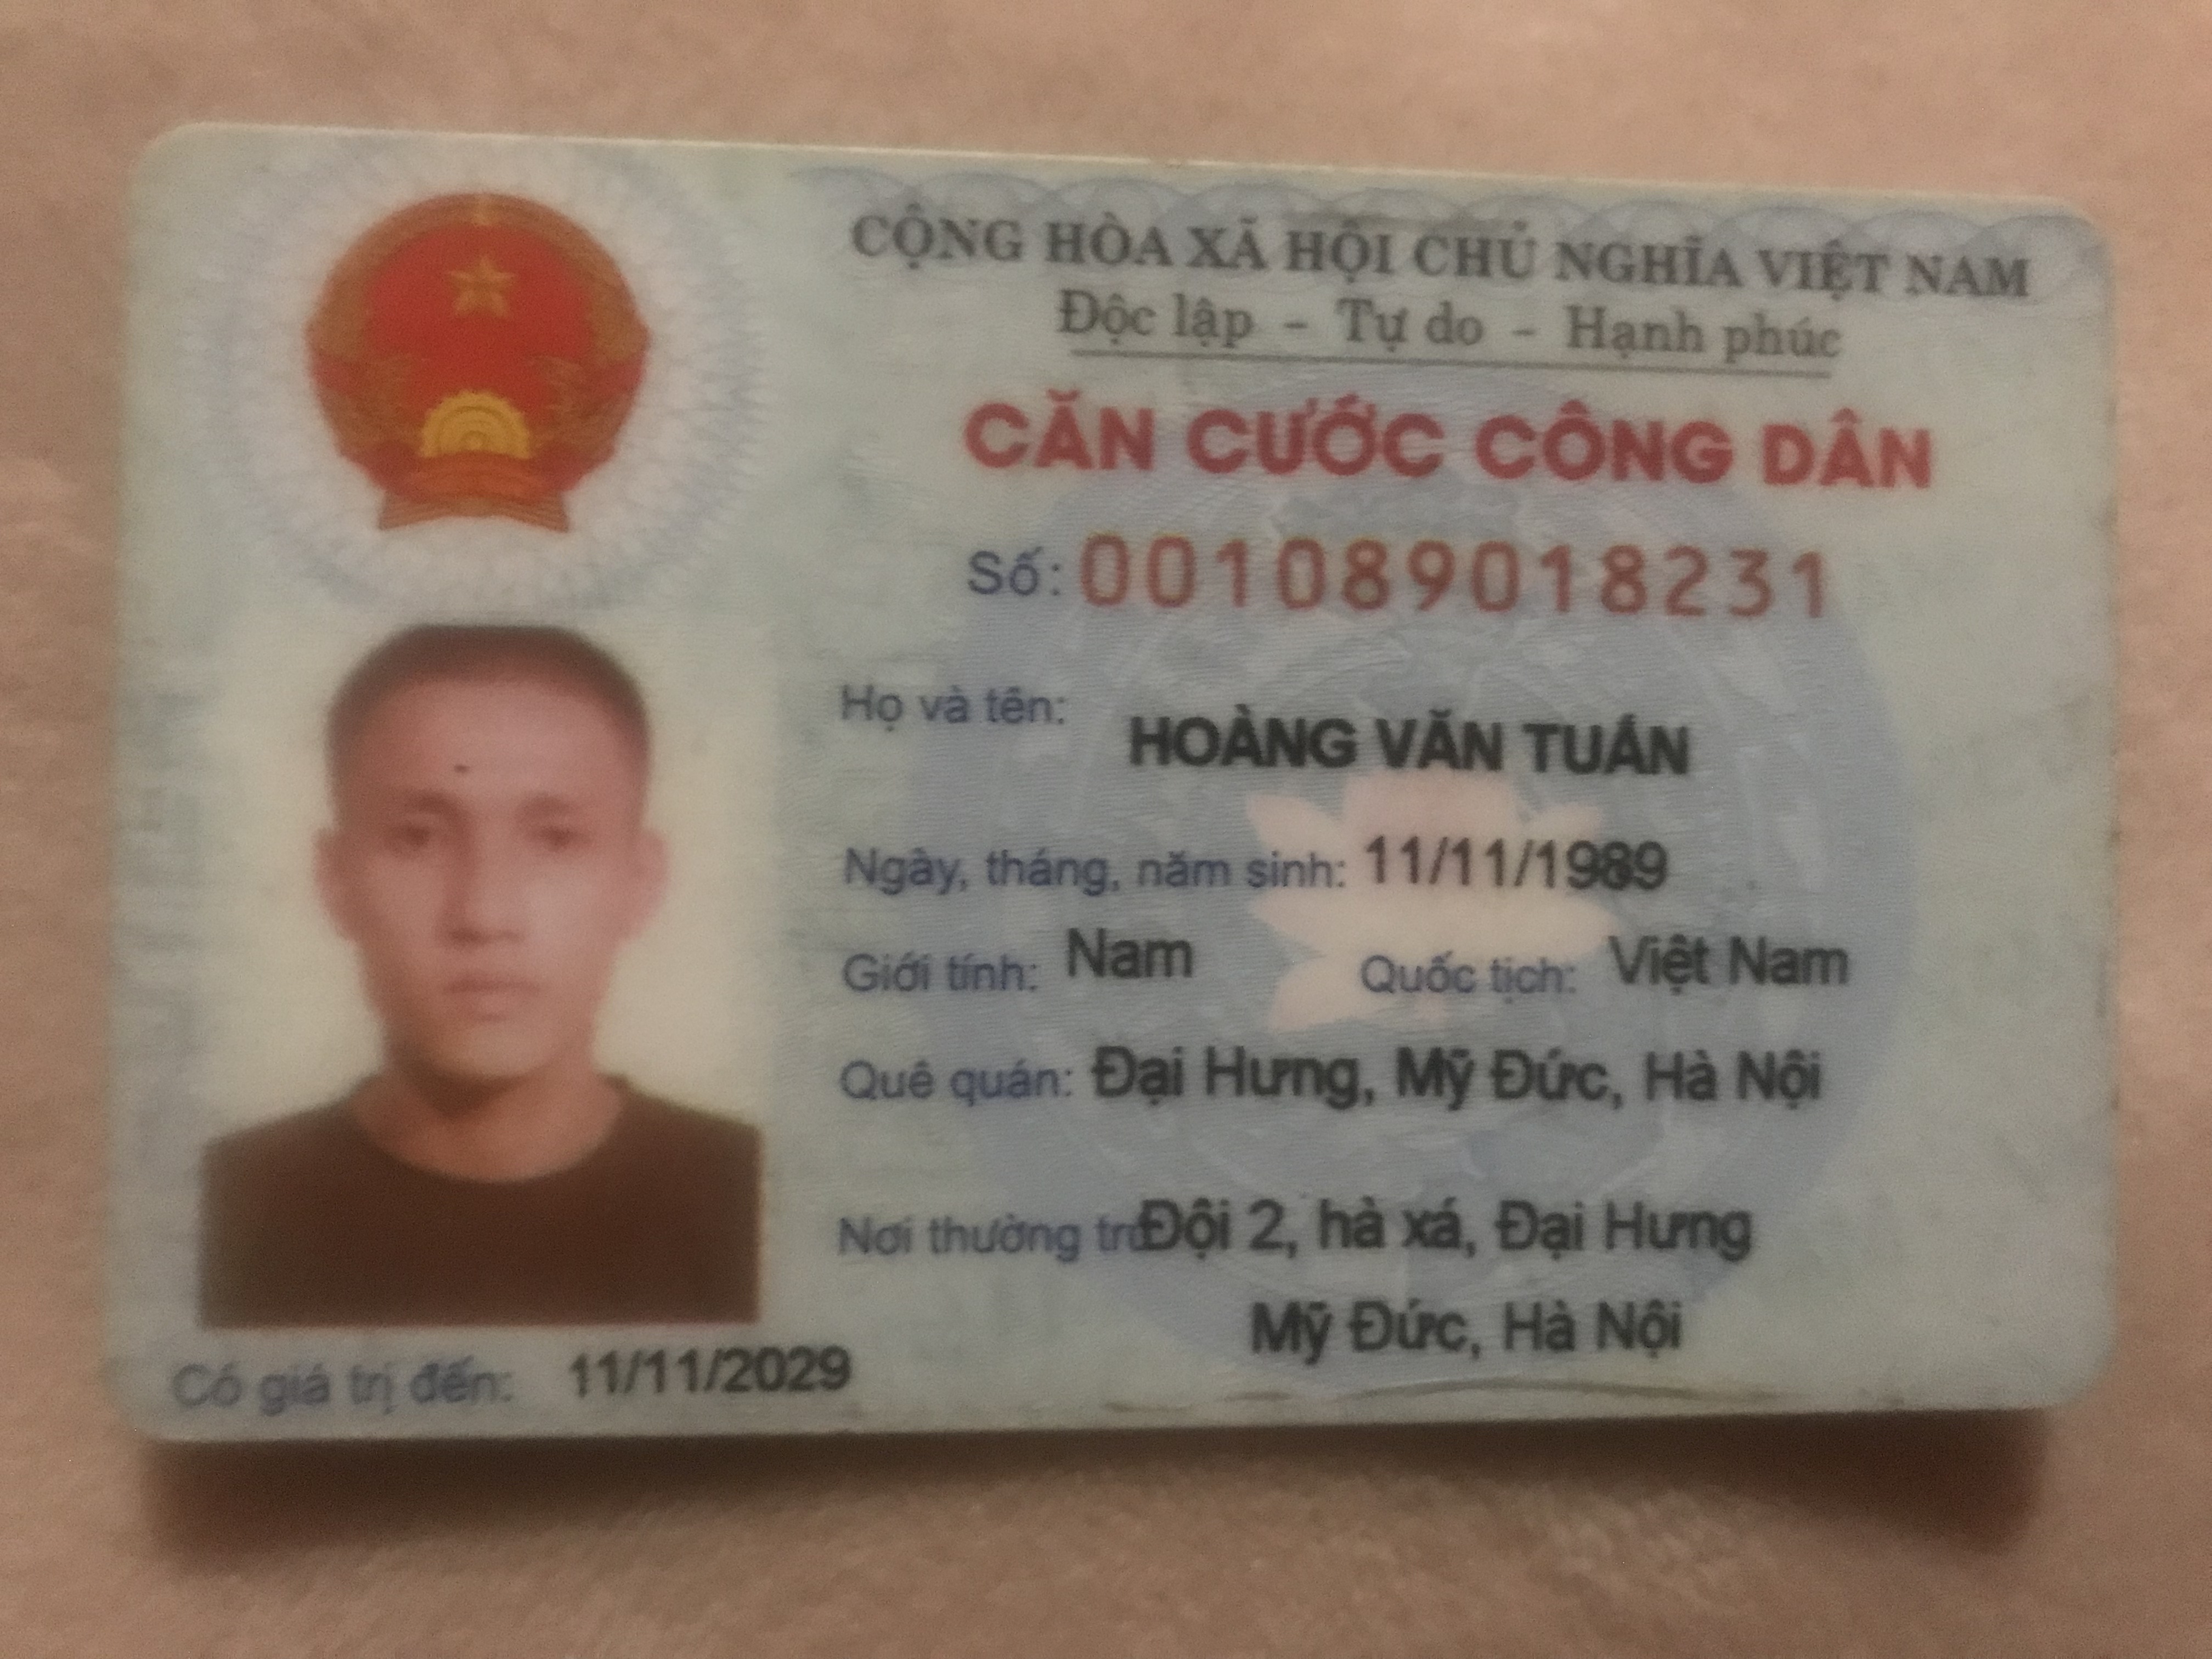 CỘNG HÒA XÃ HỘI CHỦ NGHĨA VIỆT NAM
Độc lập - Tự do - Hạnh phúc
CĂN CƯỚC CÔNG DÂN
Số: 001089018231
Họ và tên:
HOÀNG VĂN TUÁN
Ngày, tháng, năm sinh: 11/11/1989
Giới tính: Nam Quốc tịch: Việt Nam
Quê quán: Đại Hưng, Mỹ Đức, Hà Nội
Nơi thường trú: Đội 2, hà xá, Đại Hưng
Mỹ Đức, Hà Nội
Có giá trị đến: 11/11/2029